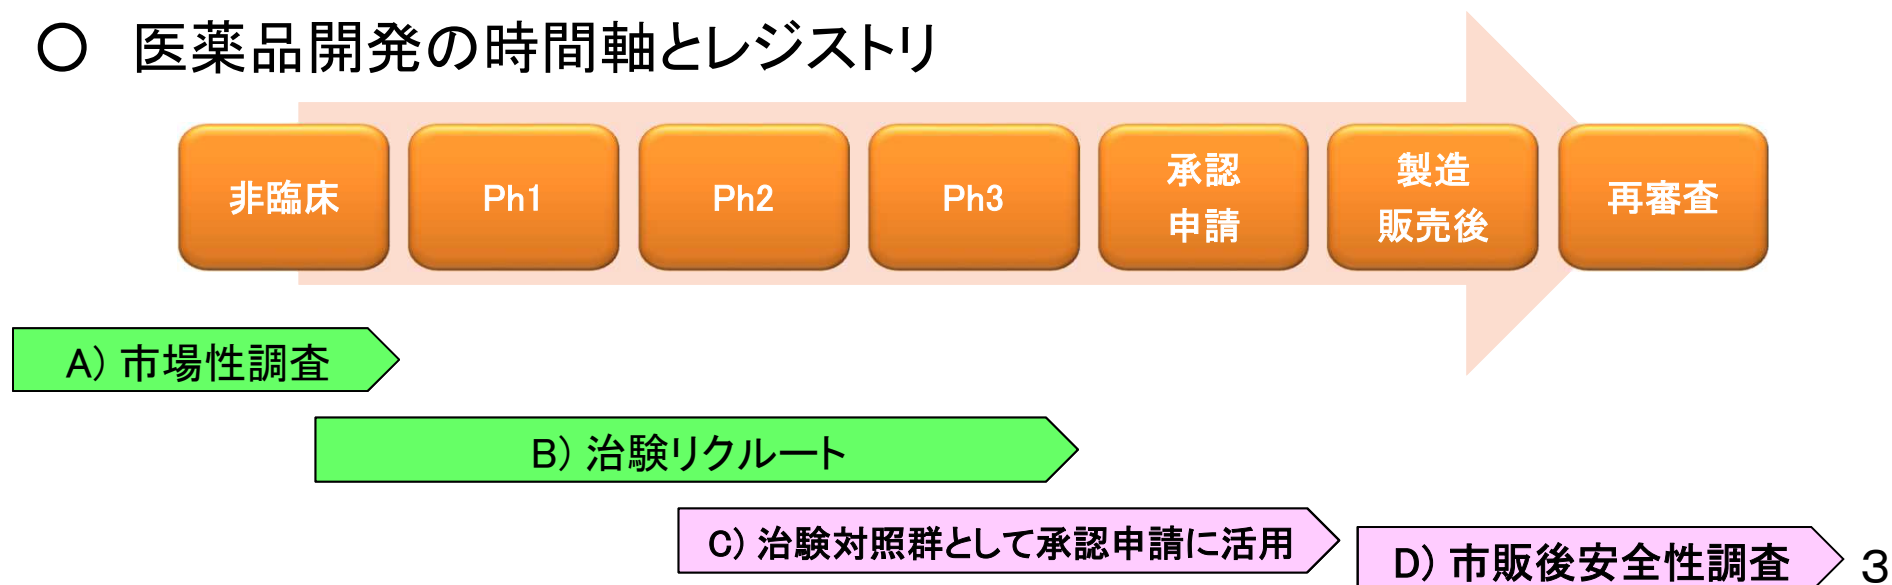 ○ 医薬品開発の時間軸とレジストリ
非臨床
Ph1
Ph2
Ph3
承認
申請
製造
販売後
再審査
A) 市場性調査
B) 治験リクルート
C) 治験対照群として承認申請に活用
D) 市販後安全性調査
3